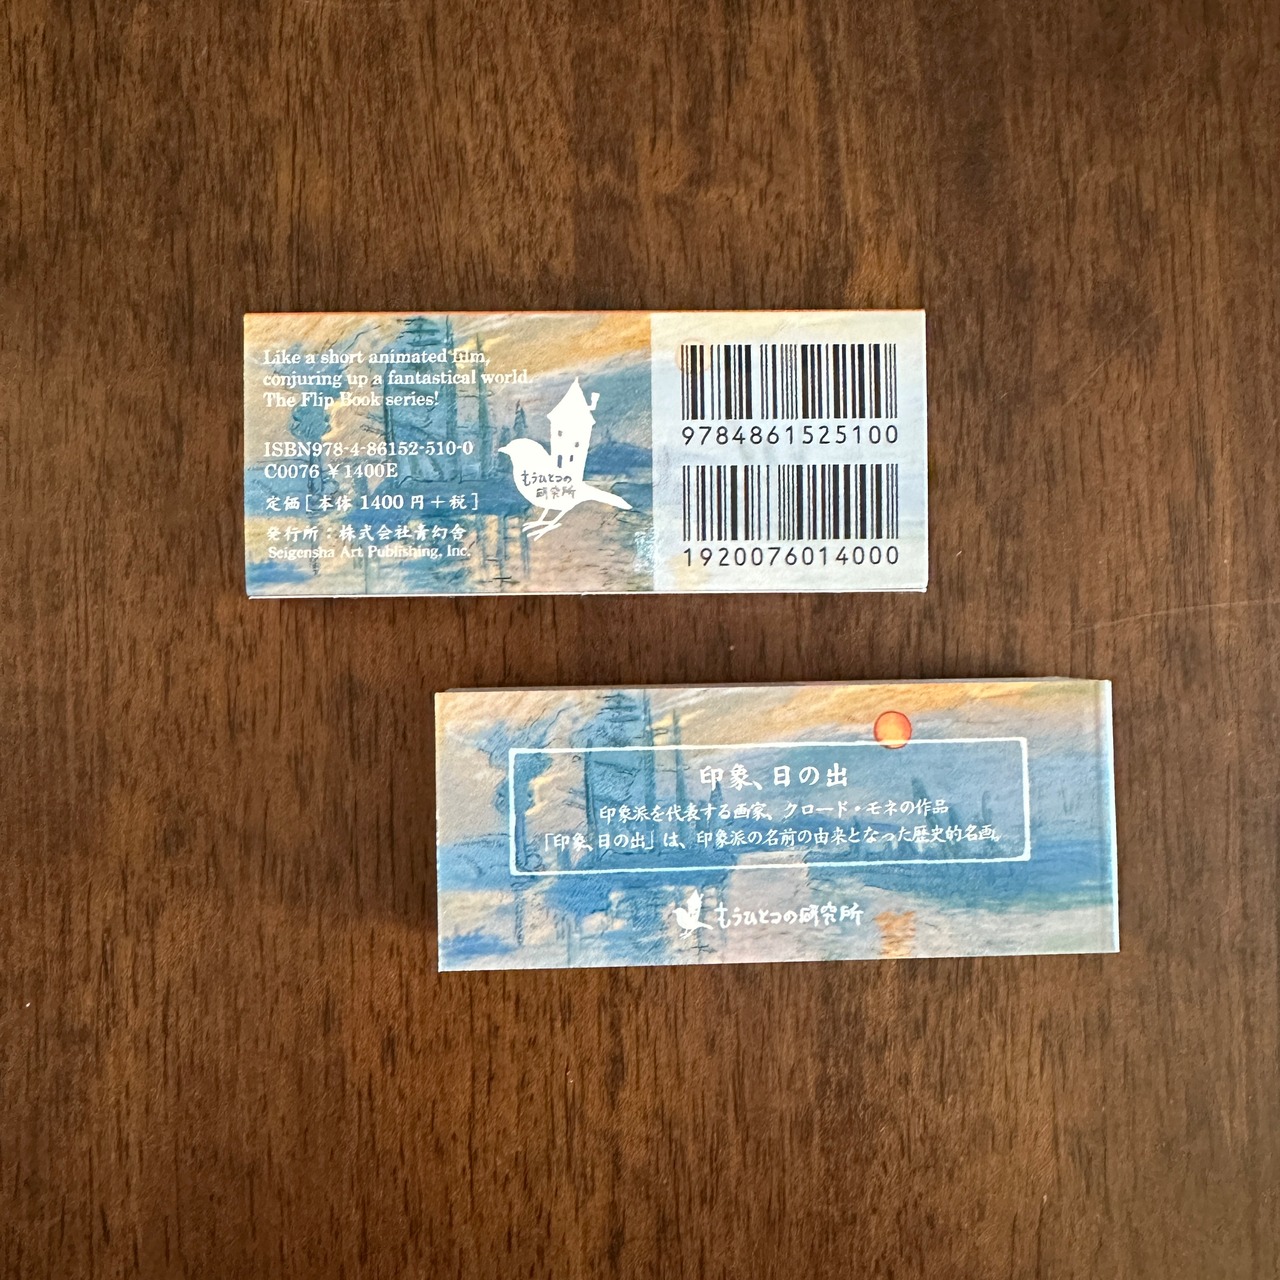 Like a short animated film,
conjuring up a fantastical world.
The Flip Book series!
ISBN978-4-86152-510-0
C0076 ¥1400E
定価[本体 1400 円+税]
発行所:株式会社青幻舎
Seigensha Art Publishing, Inc.
もうひとつの
研究所
9784861525100
1920076014000
印象、日の出
印象派を代表する画家、クロード・モネの作品
「印象、日の出」は、印象派の名前の由来となった歴史的名画。
もうひとつの研究所